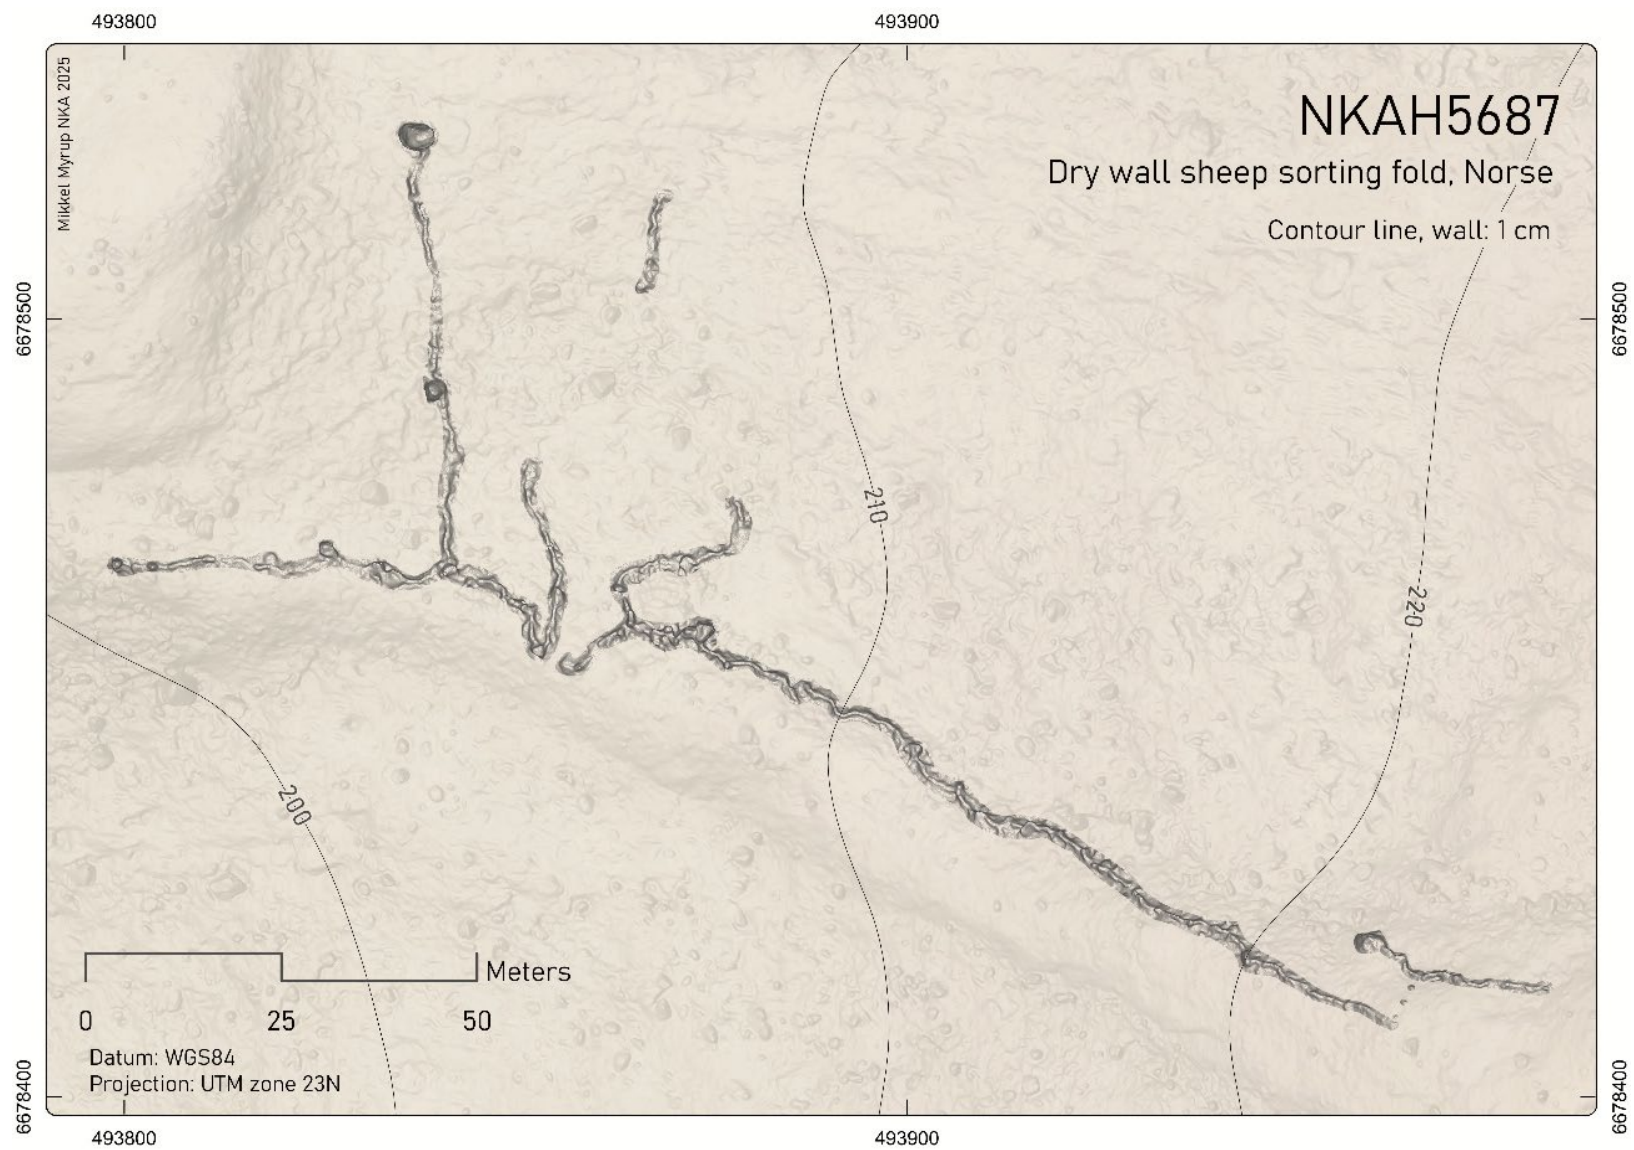 493800
493900
Mikkel Myrup NKA 2025
NKAH5687
Dry wall sheep sorting fold, Norse
Contour line, wall: 1 cm
6678500
6678500
210
220
200
Meters
0
25
50
Datum: WGS84
Projection: UTM zone 23N
6678400
6678400
493800
493900